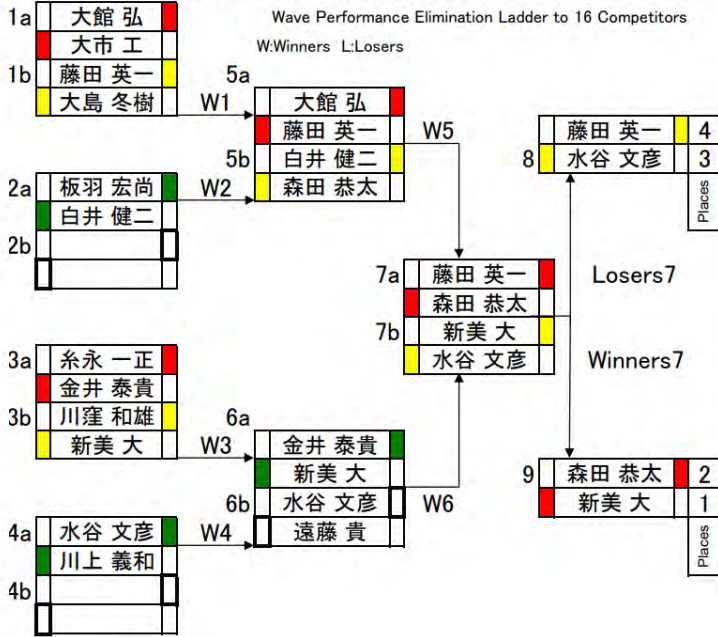 Wave Performance Elimination Ladder to 16 Competitors
W:Winners L:Losers
1a 大館 弘
大市 工
1b 藤田 英一
大島 冬樹
W1
2a 板羽 宏尚
白井 健二
2b
W2
3a 糸永 一正
金井 泰貴
3b 川窪 和雄
新美 大
W3
4a 水谷 文彦
川上 義和
4b
W4
5a
大館 弘
藤田 英一
5b 白井 健二
森田 恭太
W5
6a
金井 泰貴
新美 大
6b 水谷 文彦
遠藤 貴
W6
7a 藤田 英一
森田 恭太
7b 新美 大
水谷 文彦
藤田 英一 4
8 水谷 文彦 3
Places
Losers7
Winners7
9 森田 恭太 2
新美 大 1
Places